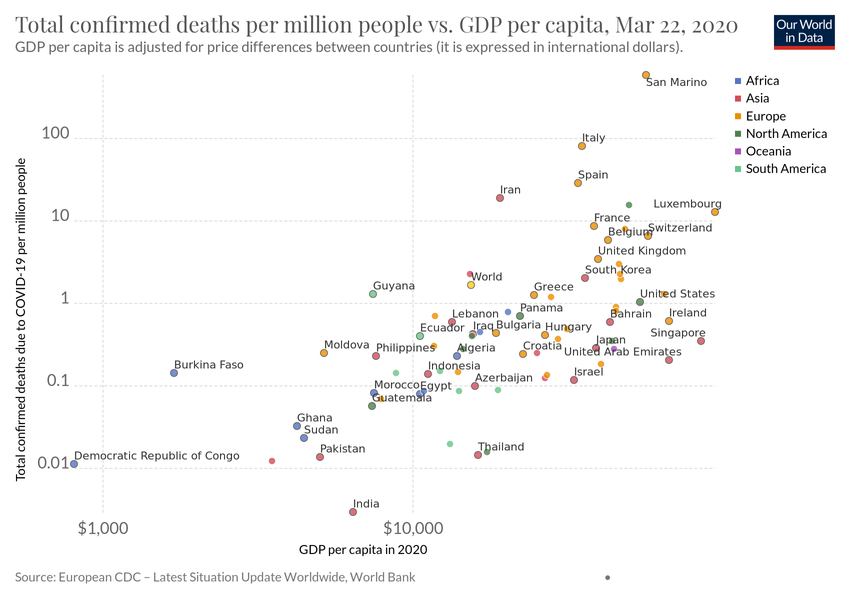 Total confirmed deaths per million people vs. GDP per capita, Mar 22, 2020
GDP per capita is adjusted for price differences between countries (it is expressed in international dollars).
Our World
in Data
San Marino
Africa
Asia
Europe
North America
Oceania
South America
100
Italy
Spain
Iran
Luxembourg
10
France
Belgium
Switzerland
United Kingdom
South Korea
World
Guyana
Greece
United States
1
Panama
Lebanon
Bahrain
Ireland
Ecuador
Iraq
Bulgaria
Hungary
Singapore
Moldova
Philippines
Algeria
Croatia
Japan
United Arab Emirates
Burkina Faso
Indonesia
Israel
0.1
Morocco
Egypt
Azerbaijan
Guatemala
Ghana
Sudan
Pakistan
Thailand
Democratic Republic of Congo
0.01
India
Total confirmed deaths due to COVID-19 per million people
$1,000
$10,000
GDP per capita in 2020
Source: European CDC – Latest Situation Update Worldwide, World Bank